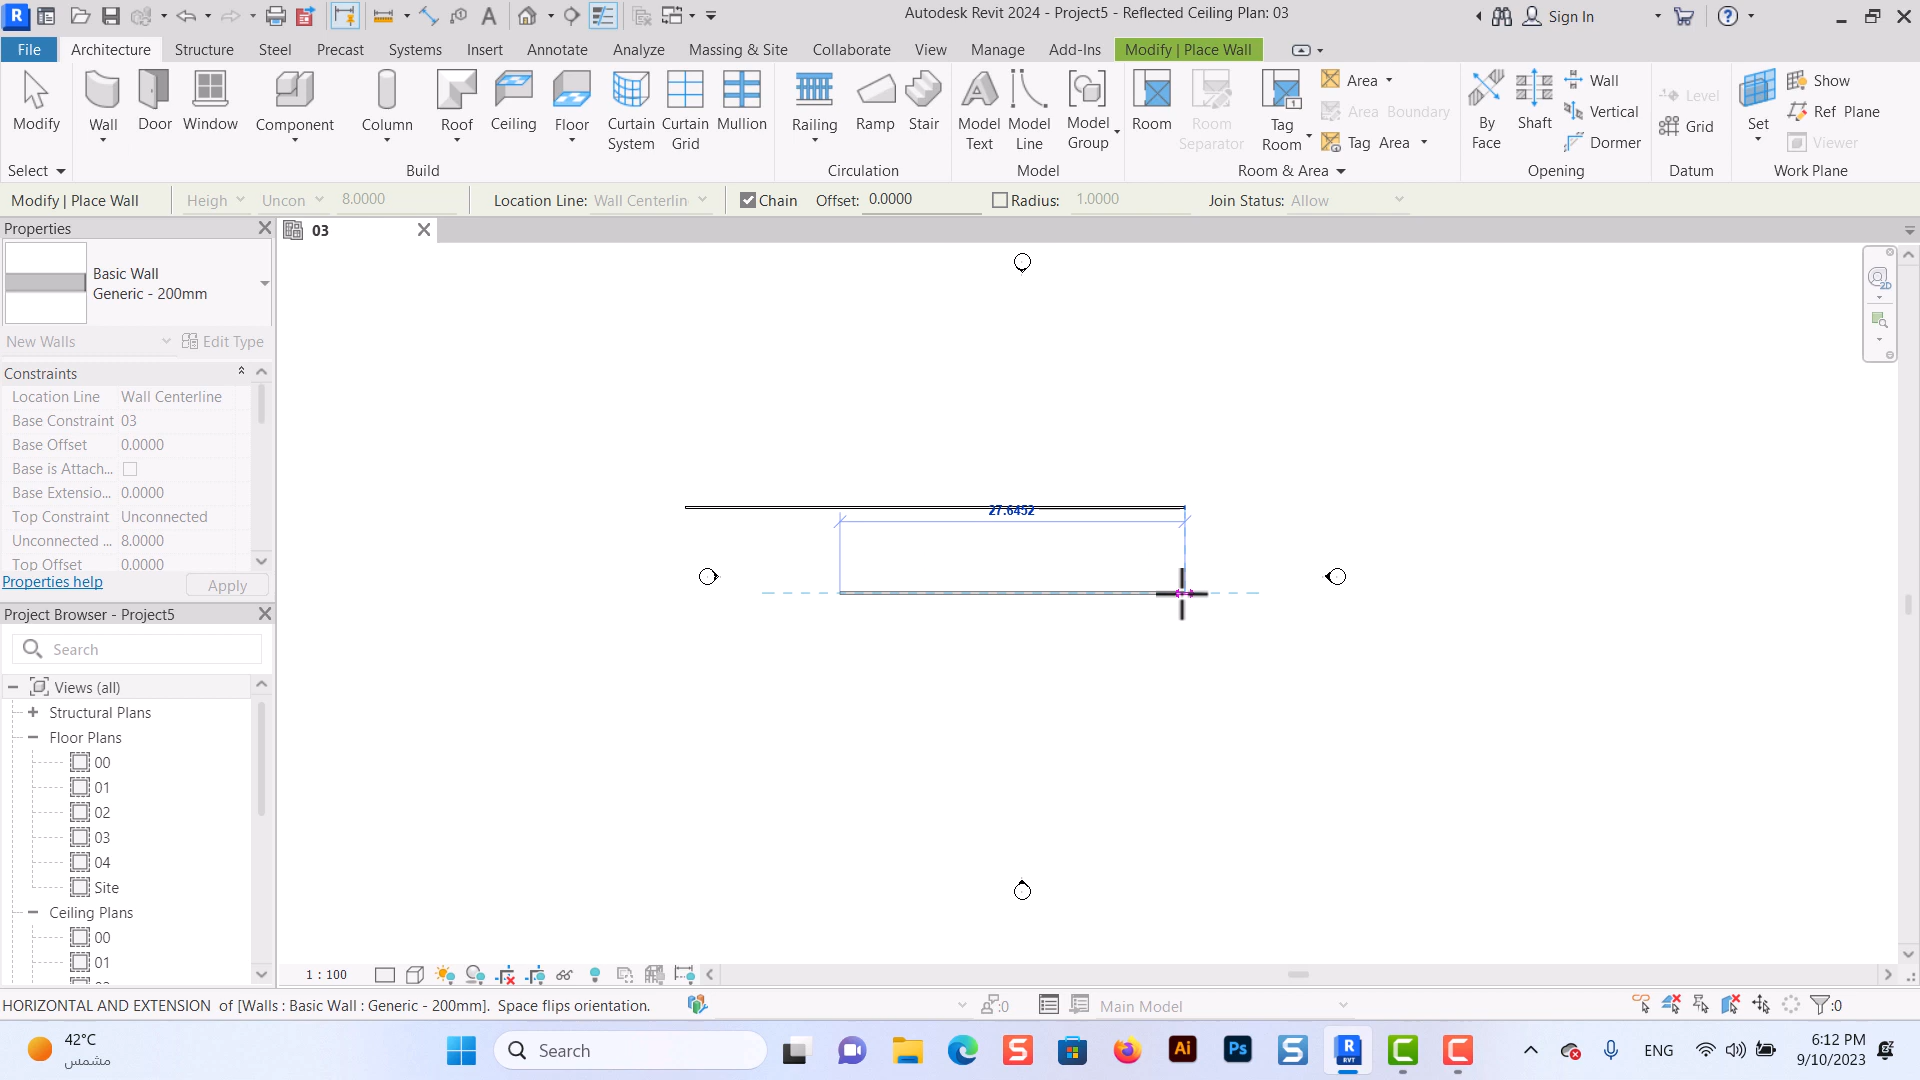 Autodesk Revit 2024 - Project5 - Reflected Ceiling Plan: 03
Sign In
File
Architecture
Structure
Steel
Precast
Systems
Insert
Annotate
Analyze
Massing & Site
Collaborate
View
Manage
Add-Ins
Modify | Place Wall
Modify
Wall
Door
Window
Component
Column
Roof
Ceiling
Floor
Curtain System
Curtain Grid
Mullion
Railing
Ramp
Stair
Model Text
Model Line
Model Group
Room
Room Separator
Tag Room
Area
Area Boundary
Tag Area
By Face
Shaft
Wall
Vertical
Dormer
Level
Grid
Set
Show
Ref Plane
Viewer
Select
Build
Circulation
Model
Room & Area
Opening
Datum
Work Plane
Modify | Place Wall
Heigh
Uncon
8.0000
Location Line: Wall Centerlin
Chain
Offset: 0.0000
Radius: 1.0000
Join Status: Allow
Properties
03
Basic Wall
Generic - 200mm
New Walls
Edit Type
Constraints
Location Line Wall Centerline
Base Constraint 03
Base Offset 0.0000
Base is Attach...
Base Extensio... 0.0000
Top Constraint Unconnected
Unconnected ... 8.0000
Top Offset 0.0000
Properties help
Apply
Project Browser - Project5
Search
Views (all)
Structural Plans
Floor Plans
00
01
02
03
04
Site
Ceiling Plans
00
01
27.6452
2D
1 : 100
HORIZONTAL AND EXTENSION of [Walls : Basic Wall : Generic - 200mm]. Space flips orientation.
:0
Main Model
:0
42°C
مشمس
Search
ENG
6:12 PM
9/10/2023